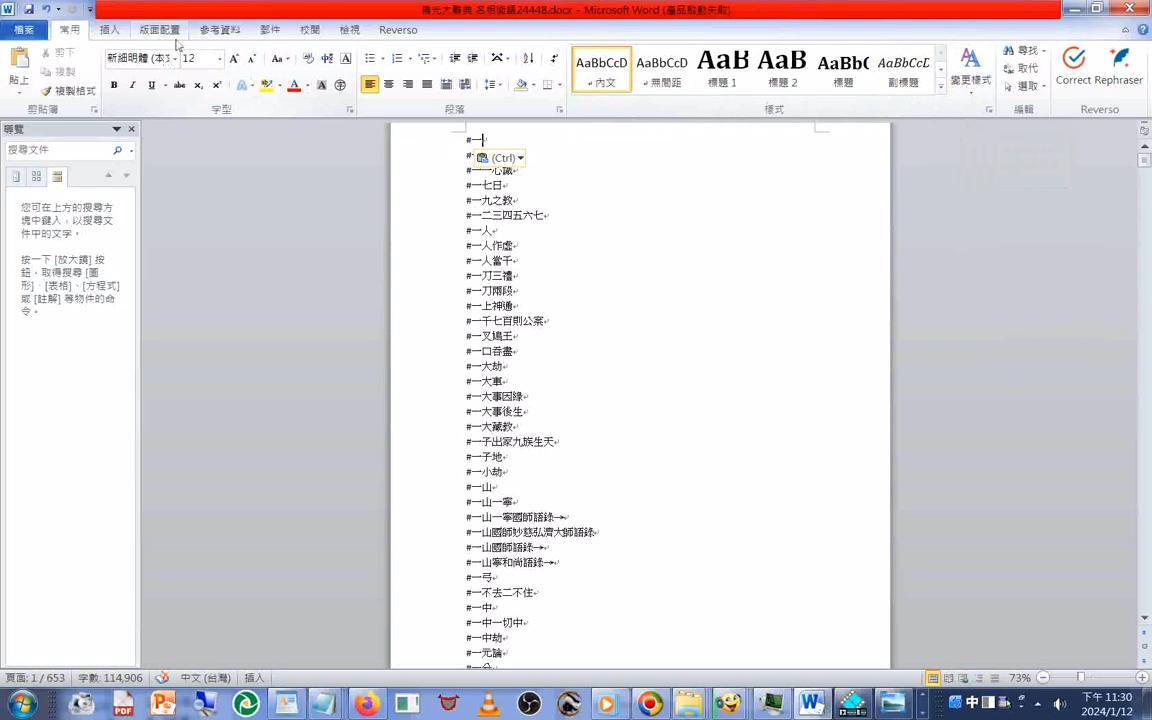 佛光大辭典 名相術語24448.docx - Microsoft Word (產品啟動失敗)
檔案 常用 插入 版面配置 參考資料 郵件 校閱 檢視 Reverso
貼上 剪下 複製 複製格式
新細明體 (本文 12
AaBbCcD AaBbCcD AaB AaB AaBbC AaBbCcD
內文 無間距 標題 1 標題 2 標題 副標題
變更樣式
尋找 取代 選取
Correct Rephraser
剪貼簿 字型 段落 樣式 編輯 Reverso
導覽
搜尋文件
您可在上方的搜尋方
塊中鍵入，以搜尋文
件中的文字。
按一下 [放大鏡] 按
鈕，取得搜尋 [圖
形]、[表格]、[方程式]
或 [註解] 等物件的命
令。
#一
(Ctrl)
#一一心識
#一七日
#一九之教
#一二三四五六七
#一人
#一人作虛
#一人當千
#一刀三禮
#一刀兩段
#一上神通
#一千七百則公案
#一叉鳩王
#一口吞盡
#一大劫
#一大車
#一大事因緣
#一大事後生
#一大藏教
#一子出家九族生天
#一子地
#一小劫
#一山
#一山一寧
#一山一寧國師語錄→
#一山國師妙慈弘濟大師語錄
#一山國師語錄→
#一山寧和尚語錄→
#一弓
#一不去二不住
#一中
#一中一切中
#一中劫
#一元論
頁面: 1 / 653 字數: 114,906 中文 (台灣) 插入 73%
中 下午 11:30
2024/1/12